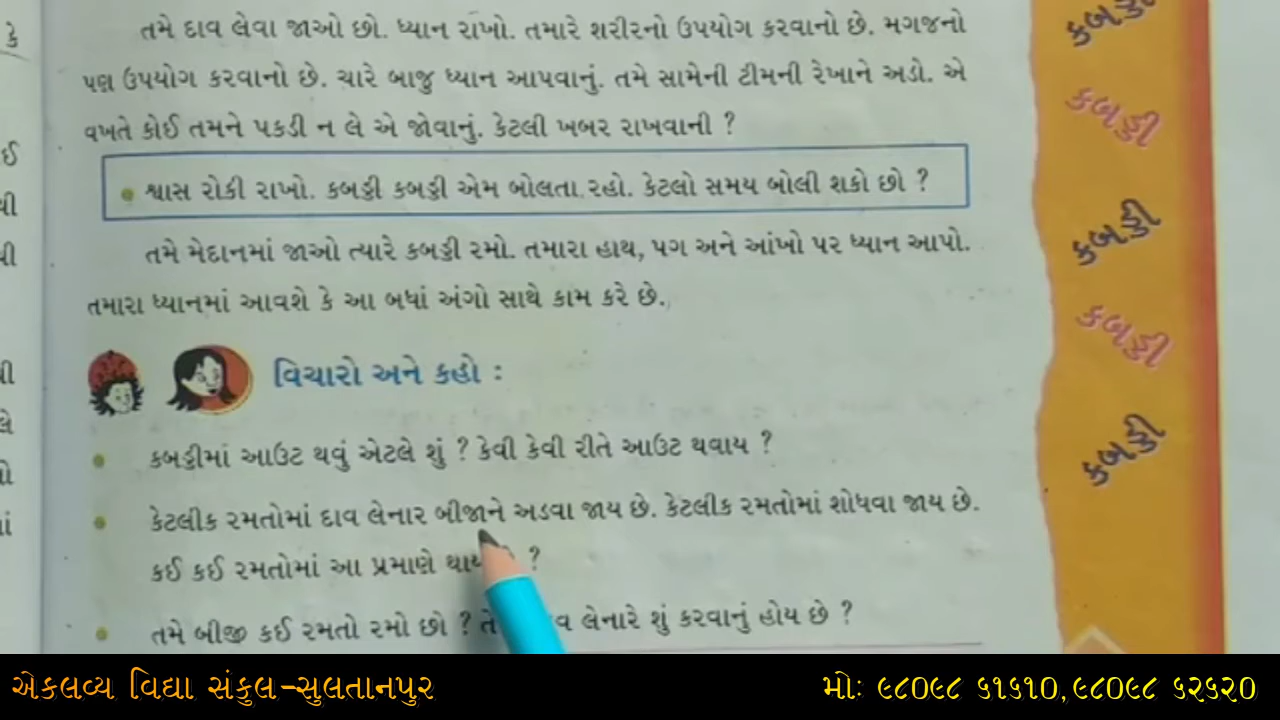 તમે દાવ લેવા જાઓ છો. ધ્યાન રાખો. તમારે શરીરનો ઉપયોગ કરવાનો છે. મગજનો
પણ ઉપયોગ કરવાનો છે. ચારે બાજુ ધ્યાન આપવાનું. તમે સામેની ટીમની રેખાને અડો. એ
વખતે કોઈ તમને પકડી ન લે એ જોવાનું. કેટલી ખબર રાખવાની ?
• શ્વાસ રોકી રાખો. કબડ્ડી કબડ્ડી એમ બોલતા રહો. કેટલો સમય બોલી શકો છો ?
તમે મેદાનમાં જાઓ ત્યારે કબડ્ડી રમો. તમારા હાથ, પગ અને આંખો પર ધ્યાન આપો.
તમારા ધ્યાનમાં આવશે કે આ બધાં અંગો સાથે કામ કરે છે.
વિચારો અને કહો :
• કબડ્ડીમાં આઉટ થવું એટલે શું ? કેવી કેવી રીતે આઉટ થવાય ?
• કેટલીક રમતોમાં દાવ લેનાર બીજાને અડવા જાય છે. કેટલીક રમતોમાં શોધવા જાય છે.
કઈ કઈ રમતોમાં આ પ્રમાણે ?
• તમે બીજી કઈ રમતો રમો છો ? લેનારે શું કરવાનું હોય છે ?
કબડ્ડી
કબડ્ડી
કબડ્ડી
કબડ્ડી
કબડ્ડી
એકલવ્ય વિદ્યા સંકુલ-સુલતાનપુર
મોઃ ૯૮૦૯૮ ૬૧૬૧૦,૯૮૦૯૮ ૬૨૬૨૦